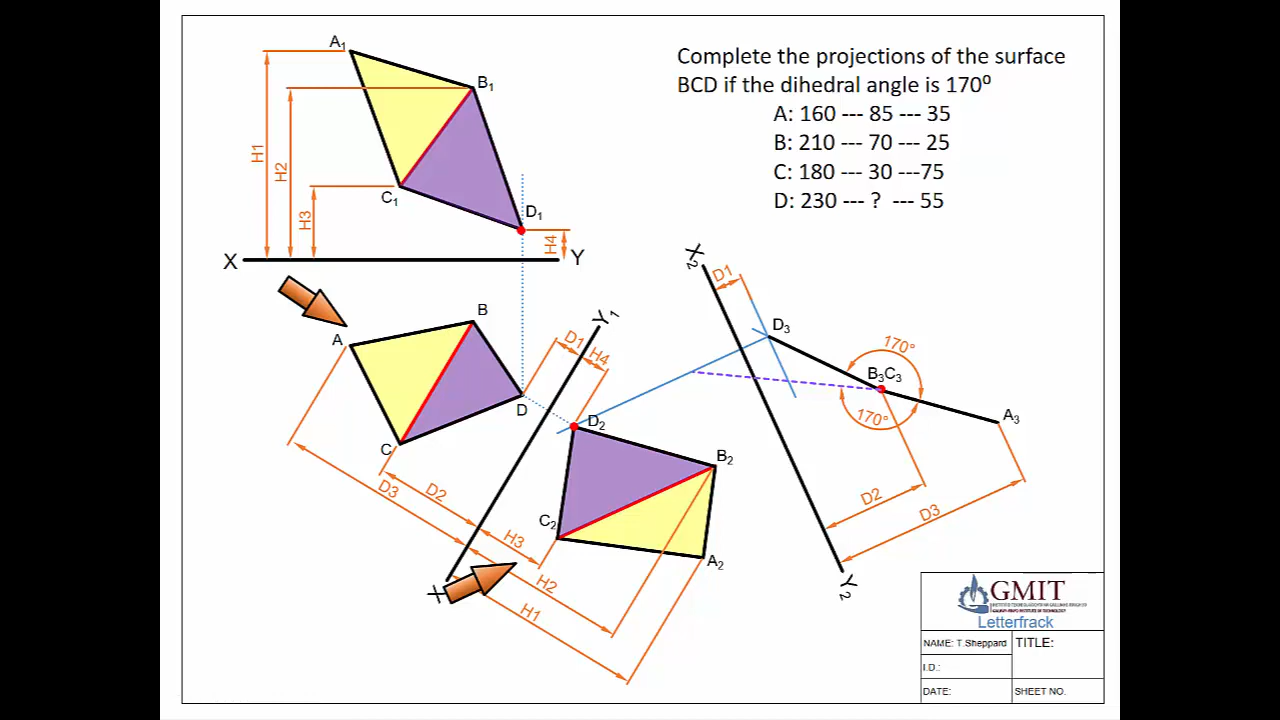 Complete the projections of the surface
BCD if the dihedral angle is 170⁰
A: 160 --- 85 --- 35
B: 210 --- 70 --- 25
C: 180 --- 30 ---75
D: 230 --- ? --- 55
A₁
B₁
H1
H2
C₁
H3
D₁
H4
X
Y
B
A
D
C
D3
D2
Y₁
D1
H4
D₂
B₂
C₂
H3
A₂
H2
H1
X
X₂
D1
D₃
170°
B₃C₃
A₃
170°
D2
D3
Y₂
GMIT
Letterfrack
NAME: T.Sheppard
TITLE:
I.D.:
DATE:
SHEET NO.